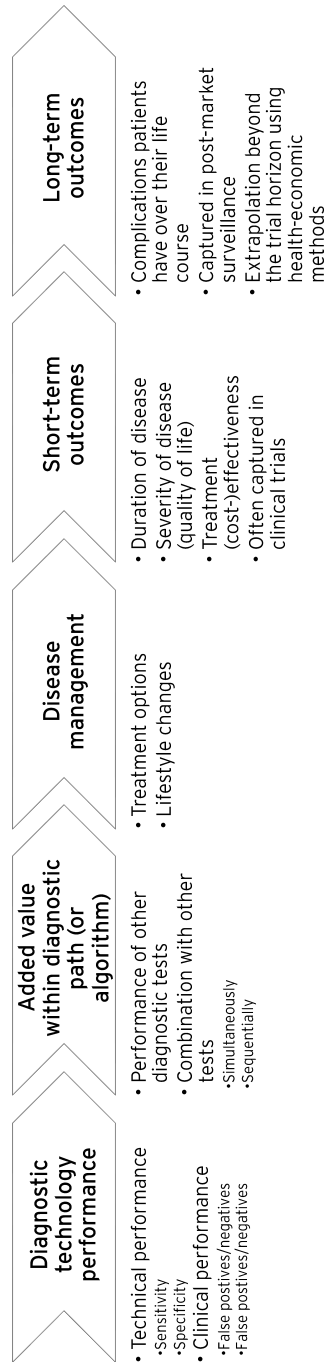 Diagnostic
technology
performance
• Technical performance
•Sensitivity
•Specificity
• Clinical performance
•False postives/negatives
•False postives/negatives
Added value
within diagnostic
path (or
algorithm)
• Performance of other
diagnostic tests
• Combination with other
tests
•Simultaneously
•Sequentially
Disease
management
• Treatment options
• Lifestyle changes
Short-term
outcomes
• Duration of disease
• Severity of disease
(quality of life)
• Treatment
(cost-)effectiveness
• Often captured in
clinical trials
Long-term
outcomes
• Complications patients
have over their life
course
• Captured in post-market
surveillance
• Extrapolation beyond
the trial horizon using
health-economic
methods